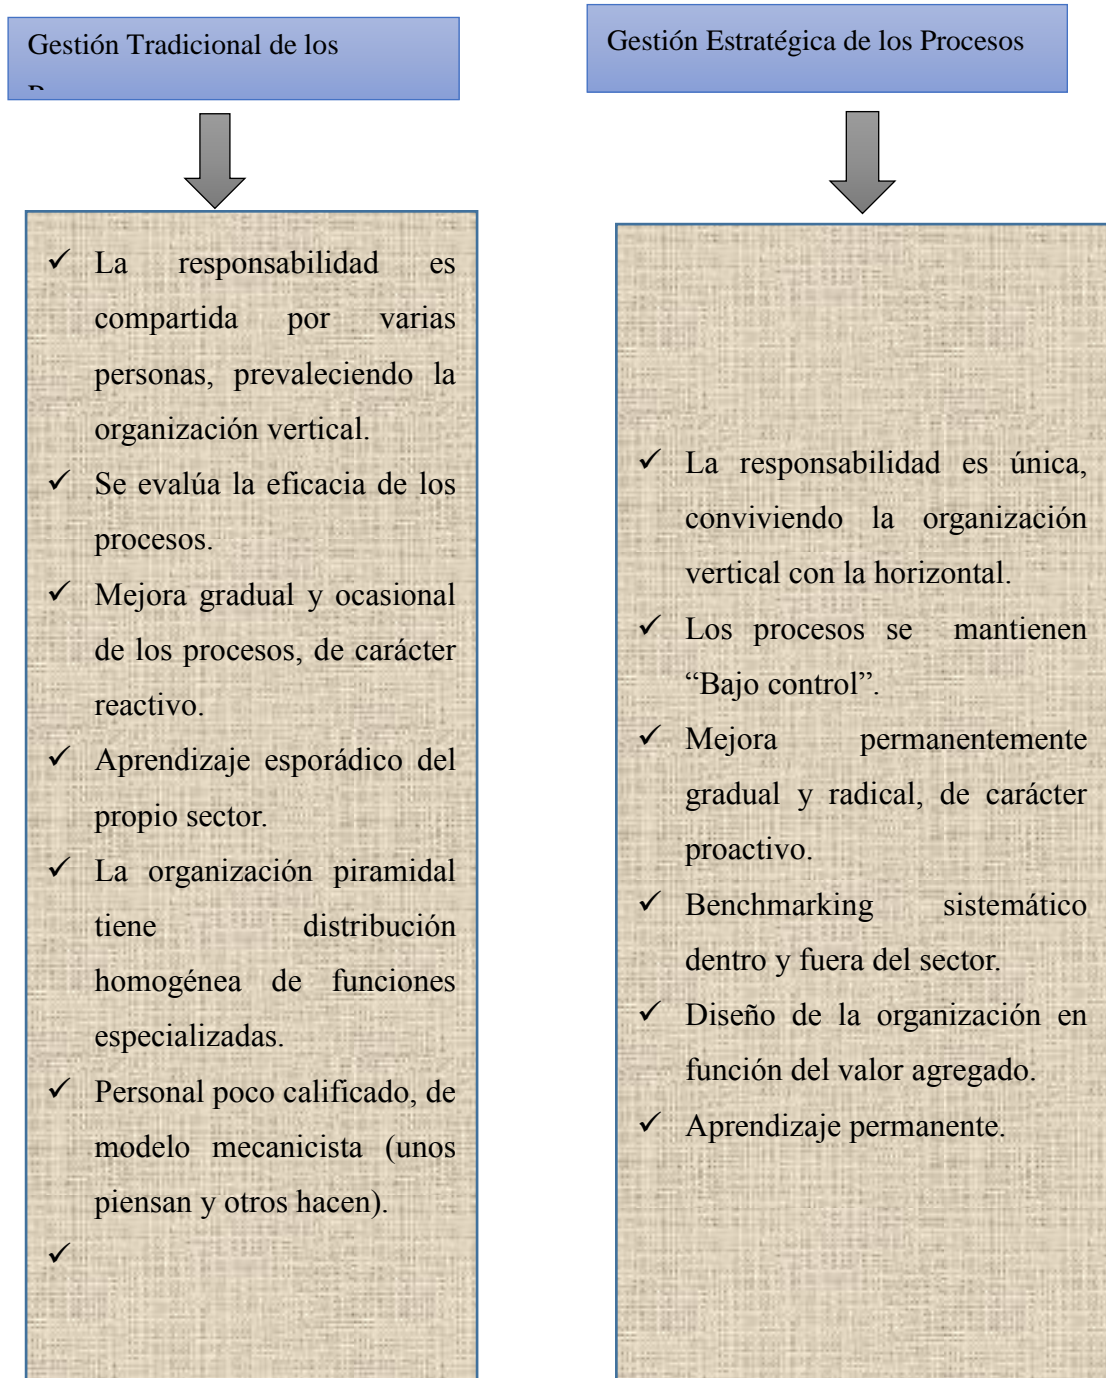 Gestión Tradicional de los
Gestión Estratégica de los Procesos
✓ La responsabilidad es
compartida por varias
personas, prevaleciendo la
organización vertical.
✓ Se evalúa la eficacia de los
procesos.
✓ Mejora gradual y ocasional
de los procesos, de carácter
reactivo.
✓ Aprendizaje esporádico del
propio sector.
✓ La organización piramidal
tiene distribución
homogénea de funciones
especializadas.
✓ Personal poco calificado, de
modelo mecanicista (unos
piensan y otros hacen).
✓
✓ La responsabilidad es única,
conviviendo la organización
vertical con la horizontal.
✓ Los procesos se mantienen
“Bajo control”.
✓ Mejora permanentemente
gradual y radical, de carácter
proactivo.
✓ Benchmarking sistemático
dentro y fuera del sector.
✓ Diseño de la organización en
función del valor agregado.
✓ Aprendizaje permanente.